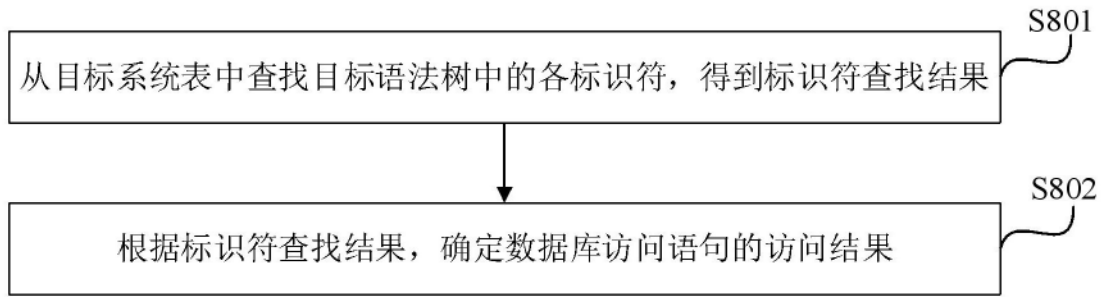 S801
从目标系统表中查找目标语法树中的各标识符，得到标识符查找结果
S802
根据标识符查找结果，确定数据库访问语句的访问结果